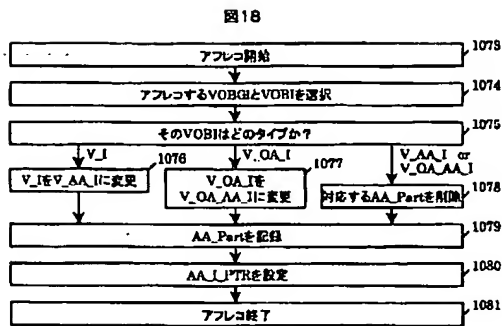 図18
アフレコ開始
1073
アフレコするVOBGIとVOBIを選択
1074
そのVOBIはどのタイプか?
1075
V_I
V_OA_I
V_AA_I or
V_OA_AA_I
V_IをV_AA_Iに変更
1076
V_OA_Iを
V_OA_AA_Iに変更
1077
対応するAA_Partを削除
1078
AA_Partを記録
1079
AA_I_PTRを設定
1080
アフレコ終了
1081